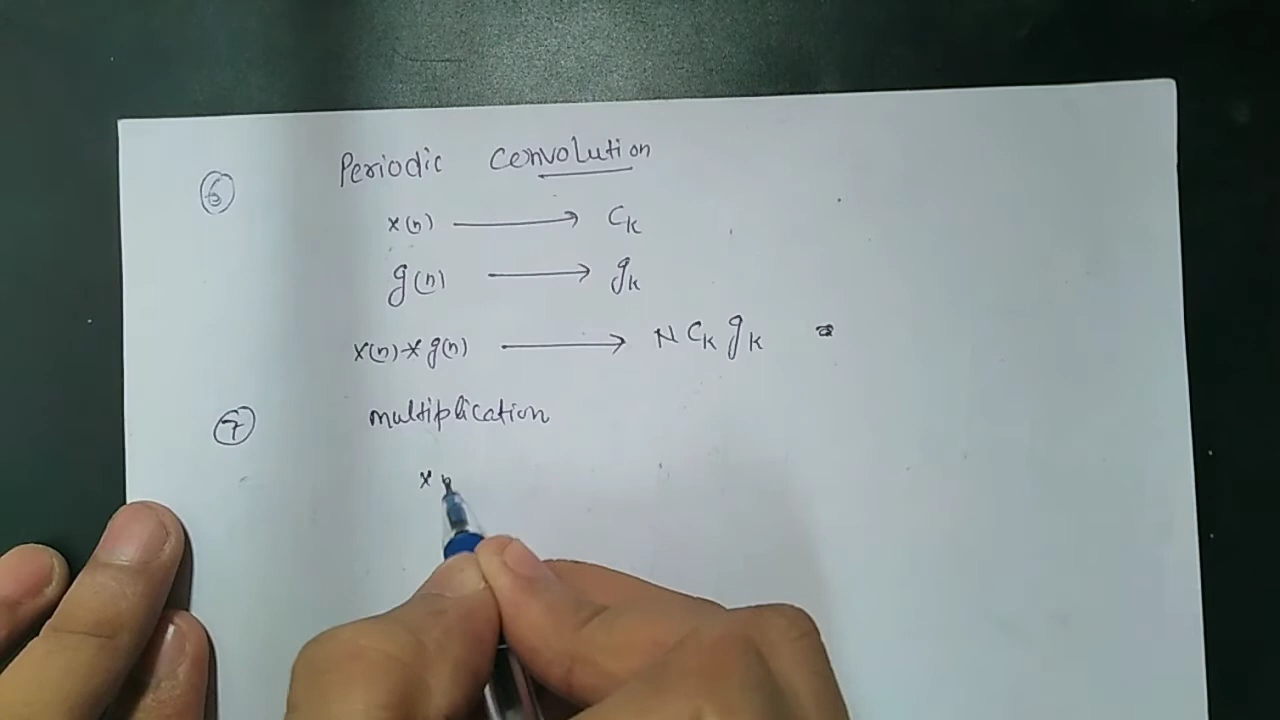 ⑥ Periodic Convolution
x(n) ⟶ Ck
g(n) ⟶ gk
x(n) * g(n) ⟶ N Ck gk
⑦ multiplication
x